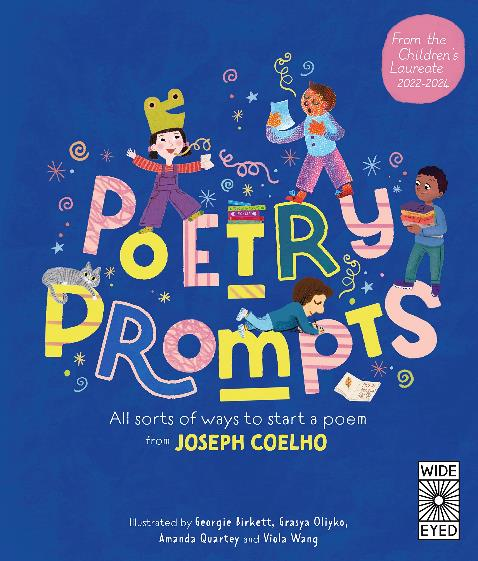 From the
Children's
Laureate
2022-2024
POETRY
PROMPTS
All sorts of ways to start a poem
from JOSEPH COELHO
Illustrated by Georgie Birkett, Grasya Oliyko,
Amanda Quartey and Viola Wang
WIDE
EYED